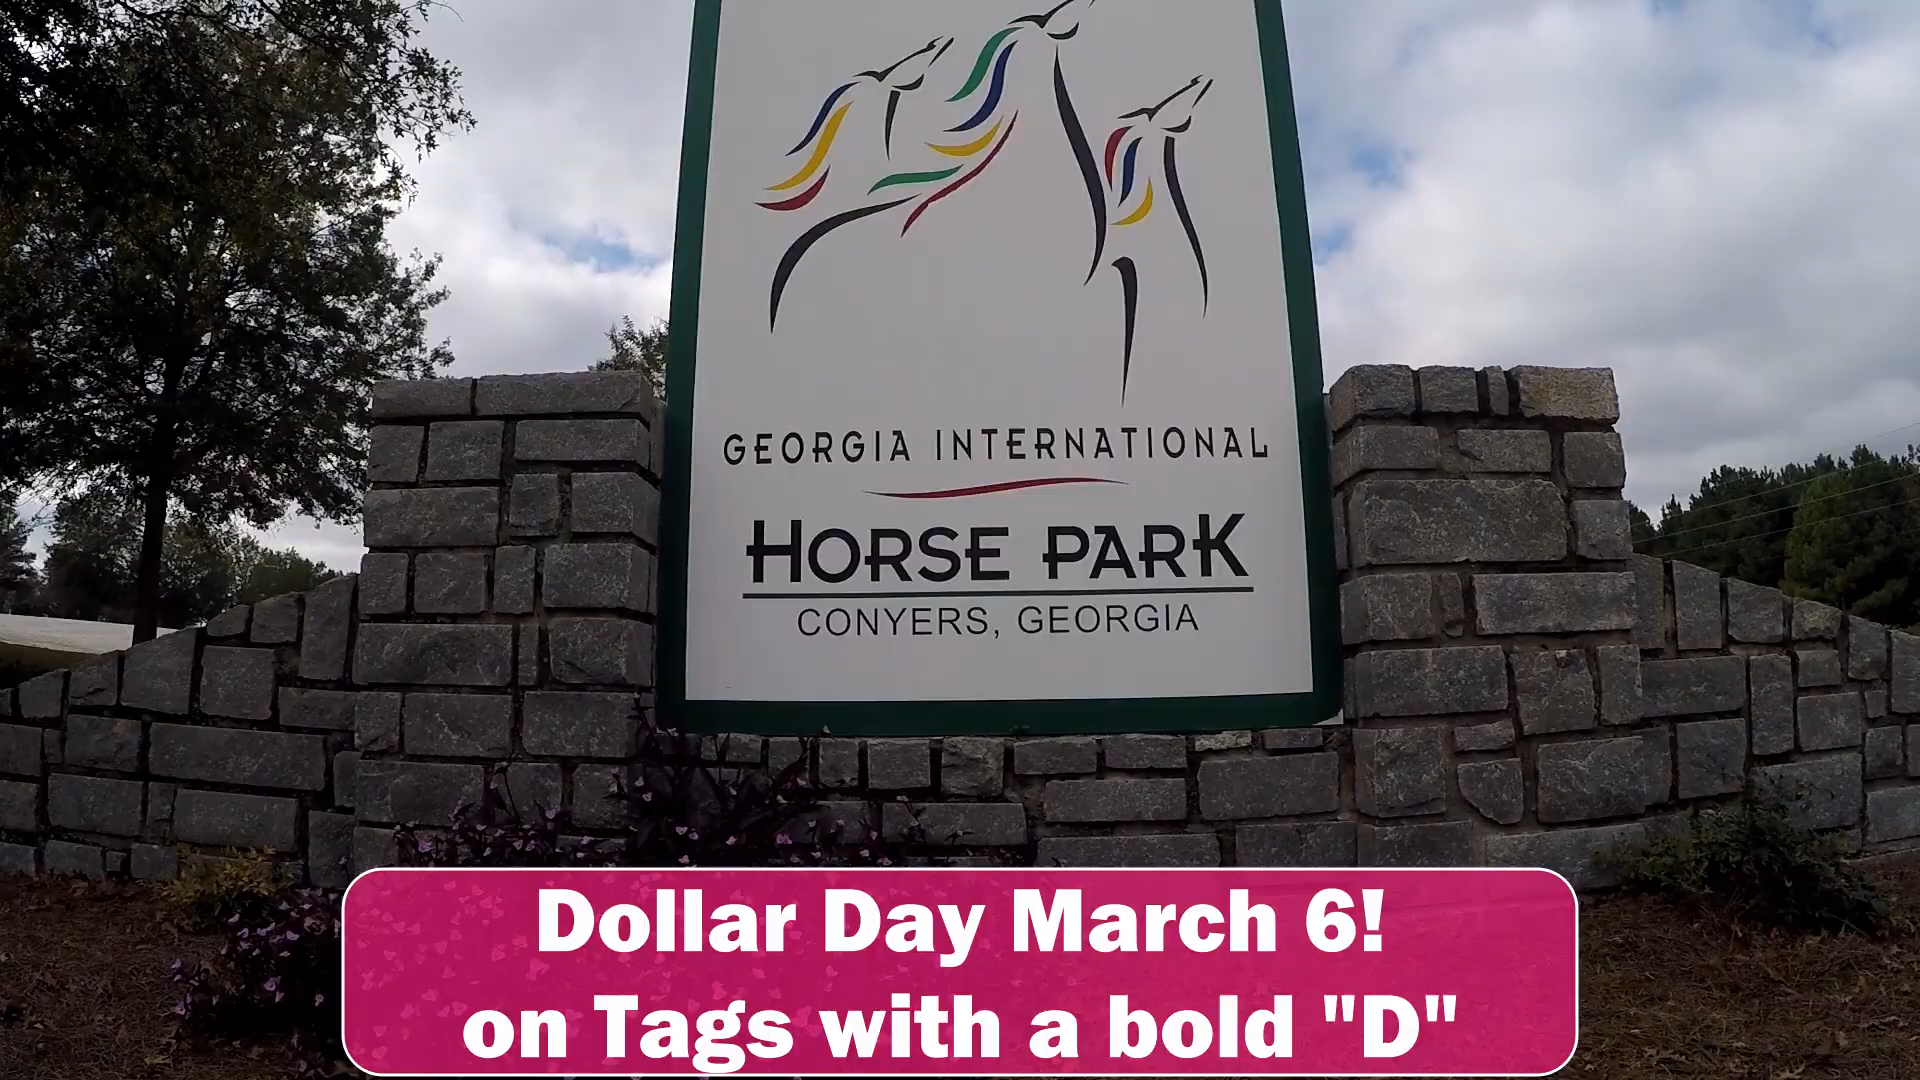 GEORGIA INTERNATIONAL
HORSE PARK
CONYERS, GEORGIA
Dollar Day March 6!
on Tags with a bold "D"